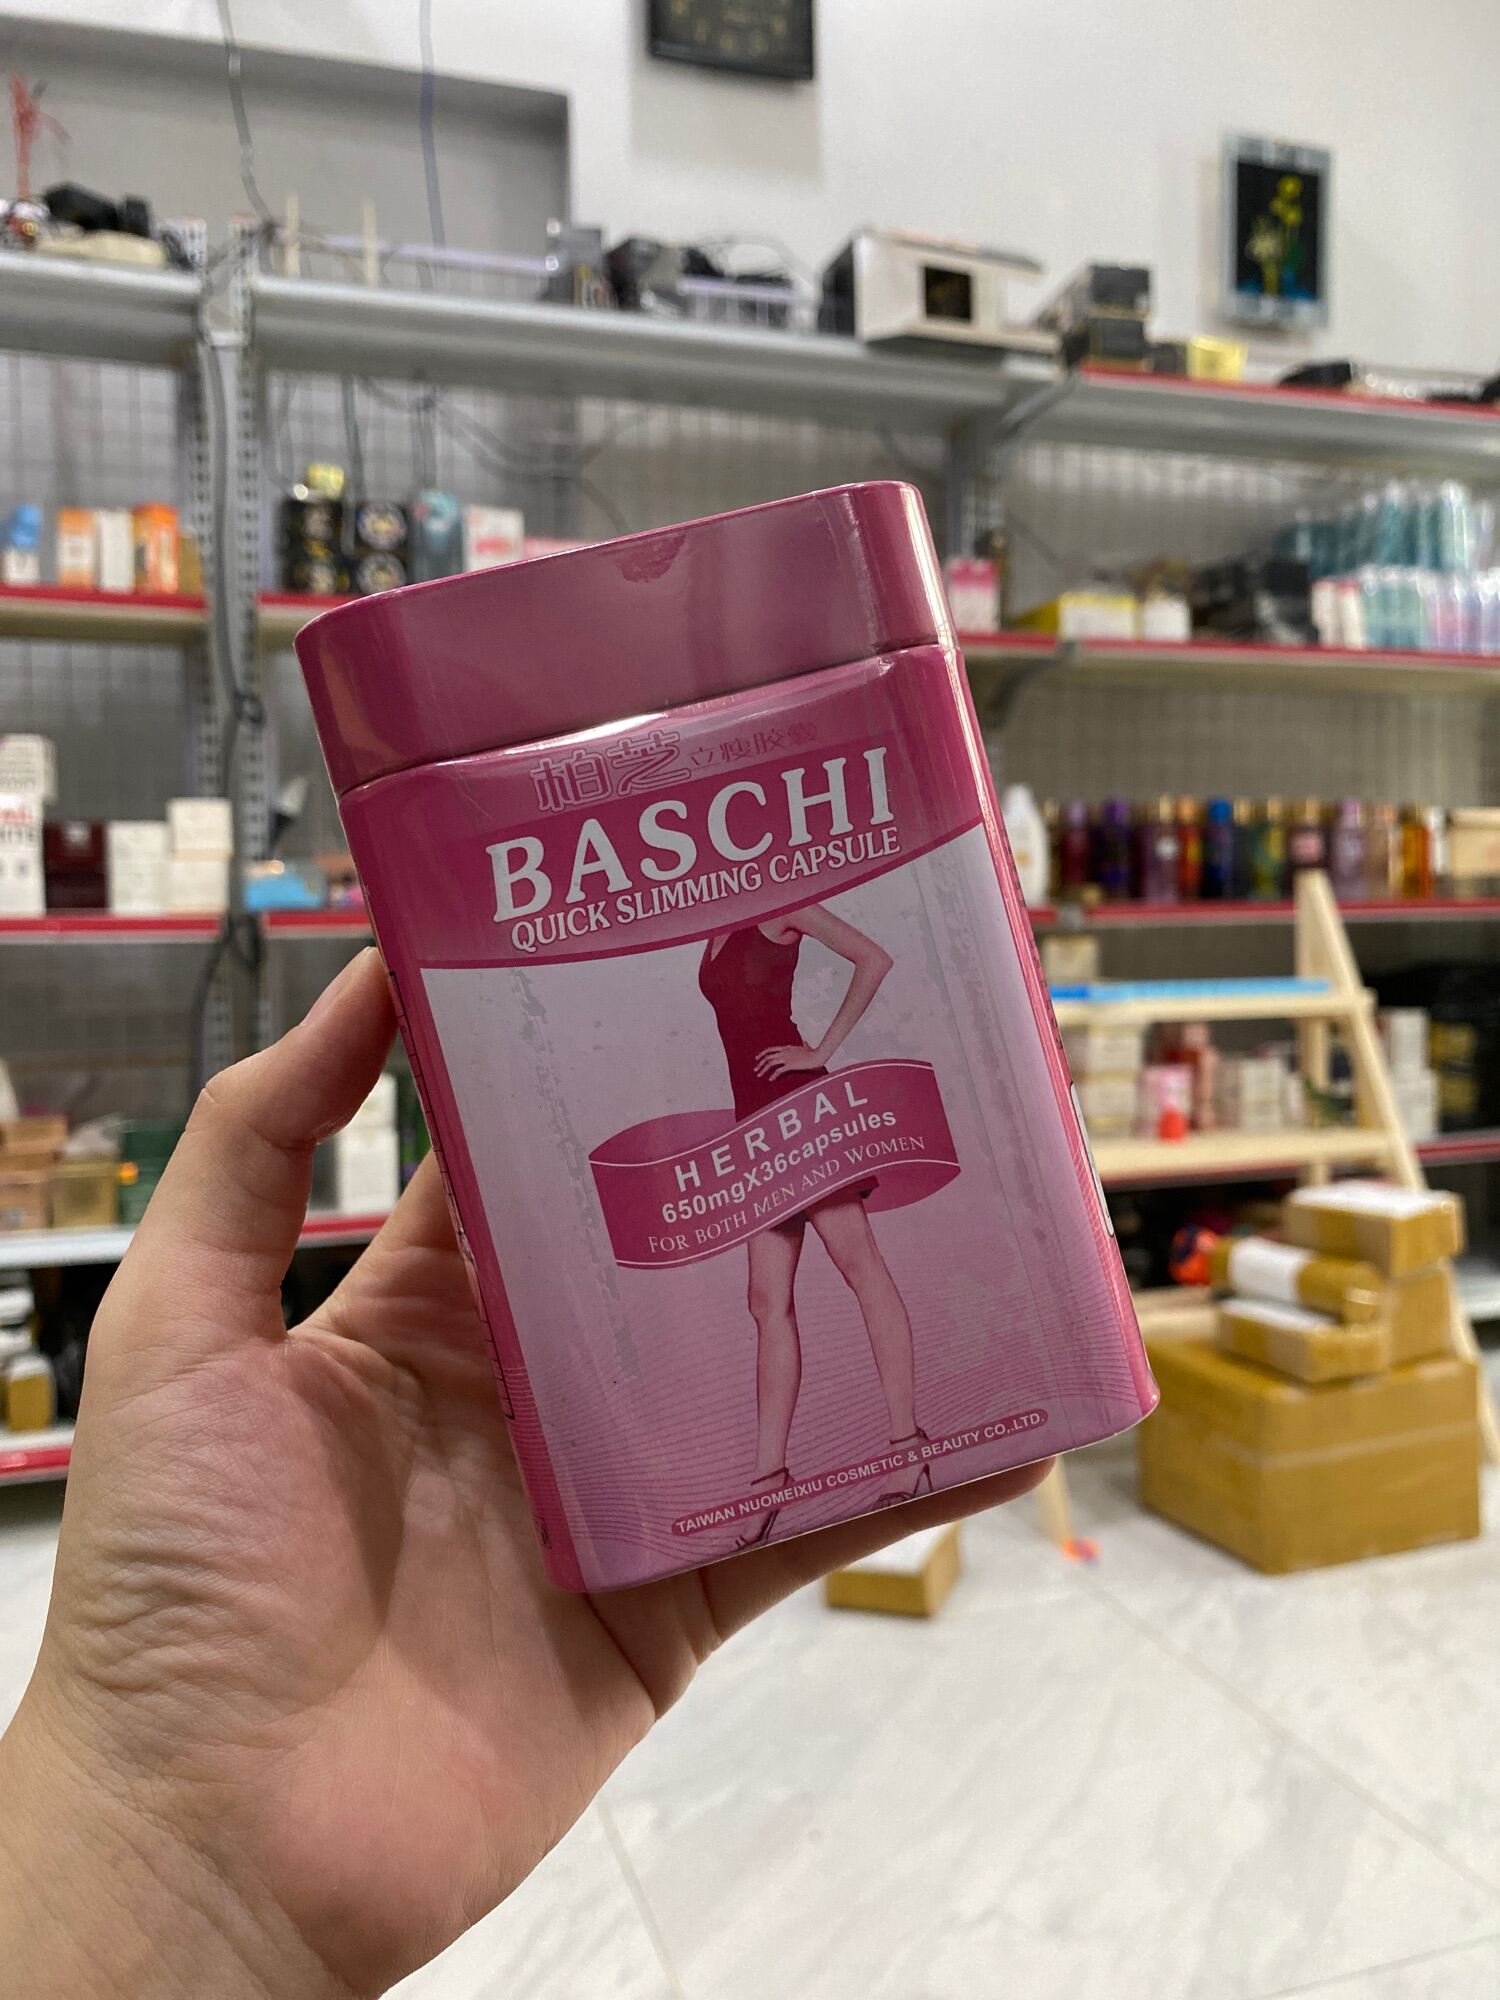 柏芝立瘦胶囊
BASCHI
QUICK SLIMMING CAPSULE
HERBAL
650mgX36capsules
FOR BOTH MEN AND WOMEN
TAIWAN NUOMEIXIU COSMETIC & BEAUTY CO,.LTD.